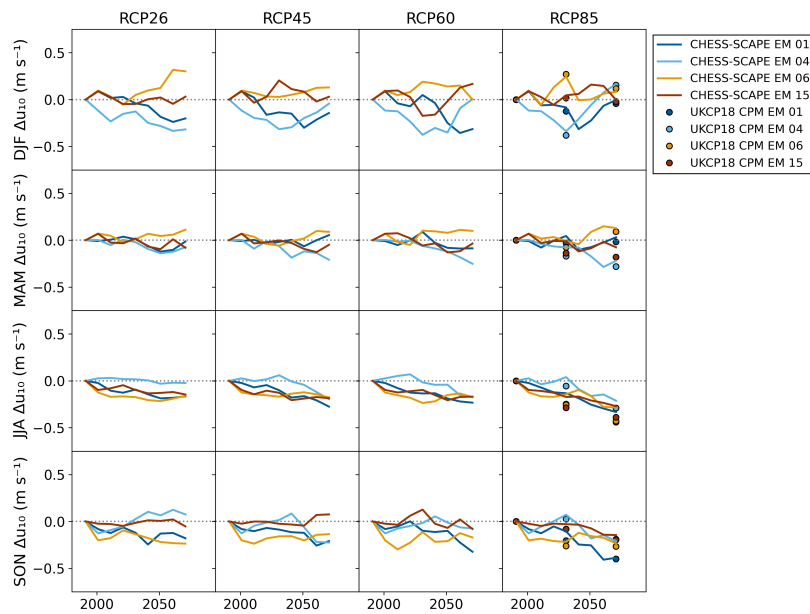 RCP26 RCP45 RCP60 RCP85
DJF Δu₁₀ (m s⁻¹)
0.5
0.0
−0.5
CHESS-SCAPE EM 01
CHESS-SCAPE EM 04
CHESS-SCAPE EM 06
CHESS-SCAPE EM 15
UKCP18 CPM EM 01
UKCP18 CPM EM 04
UKCP18 CPM EM 06
UKCP18 CPM EM 15
MAM Δu₁₀ (m s⁻¹)
0.5
0.0
−0.5
JJA Δu₁₀ (m s⁻¹)
0.5
0.0
−0.5
SON Δu₁₀ (m s⁻¹)
0.5
0.0
−0.5
2000 2050 2000 2050 2000 2050 2000 2050